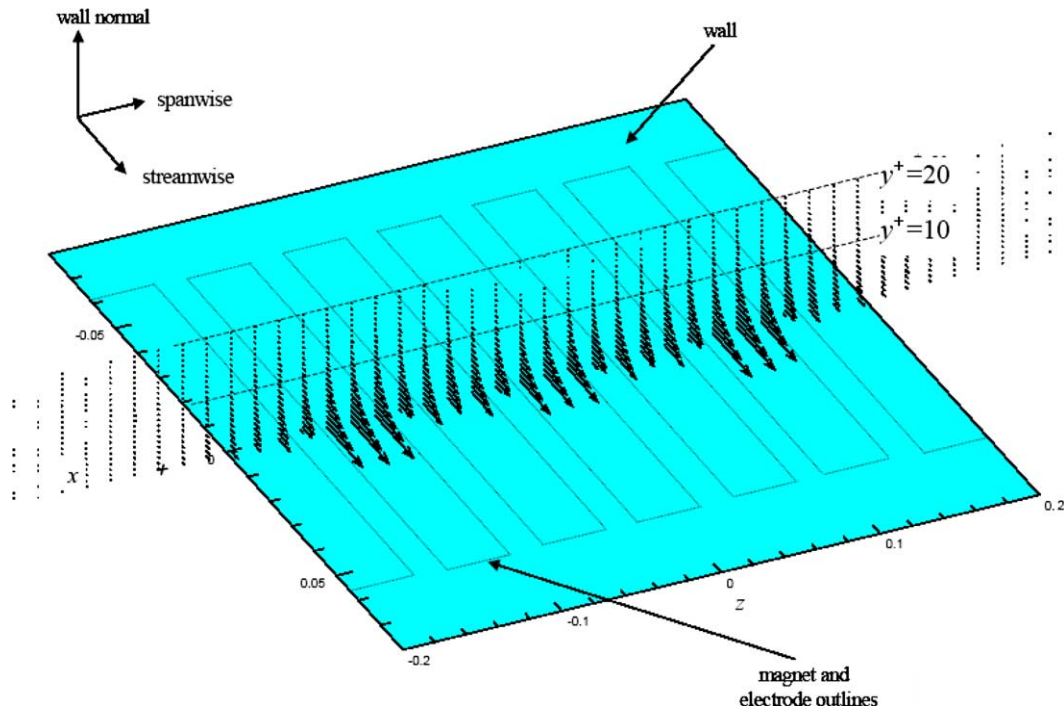 wall normal
wall
spanwise
streamwise
y+=20
y+=10
-0.05
x
0
0.05
0.2
0.1
0
z
-0.1
-0.2
magnet and
electrode outlines